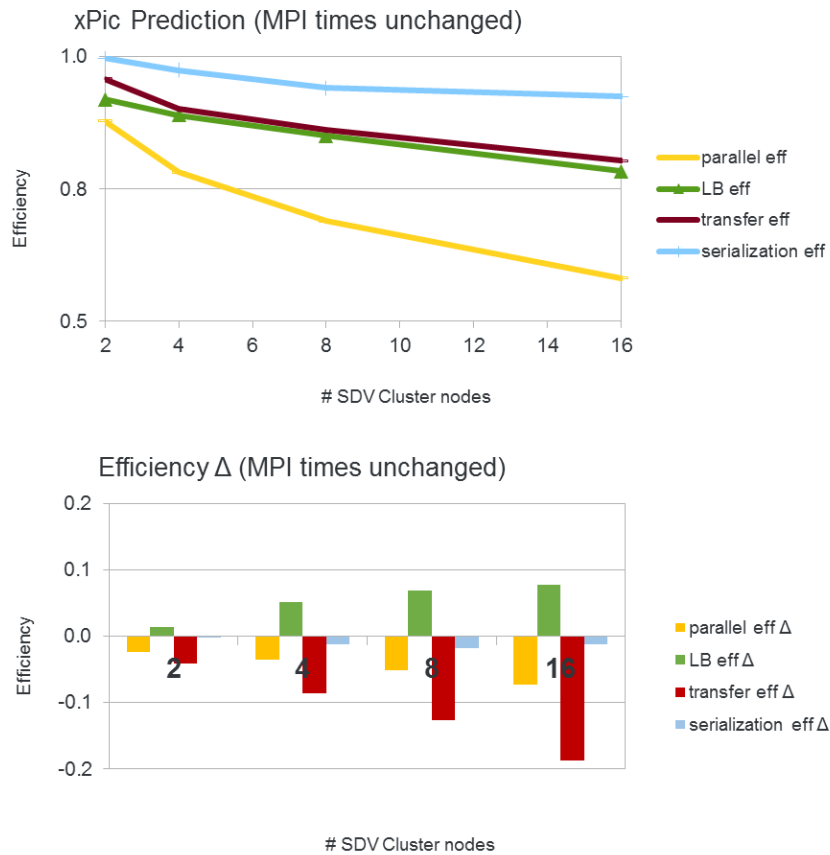 xPic Prediction (MPI times unchanged)
1.0
0.8
0.5
Efficiency
2 4 6 8 10 12 14 16
# SDV Cluster nodes
parallel eff
LB eff
transfer eff
serialization eff
Efficiency Δ (MPI times unchanged)
0.2
0.1
0.0
-0.1
-0.2
Efficiency
2 4 8 16
# SDV Cluster nodes
parallel eff Δ
LB eff Δ
transfer eff Δ
serialization eff Δ